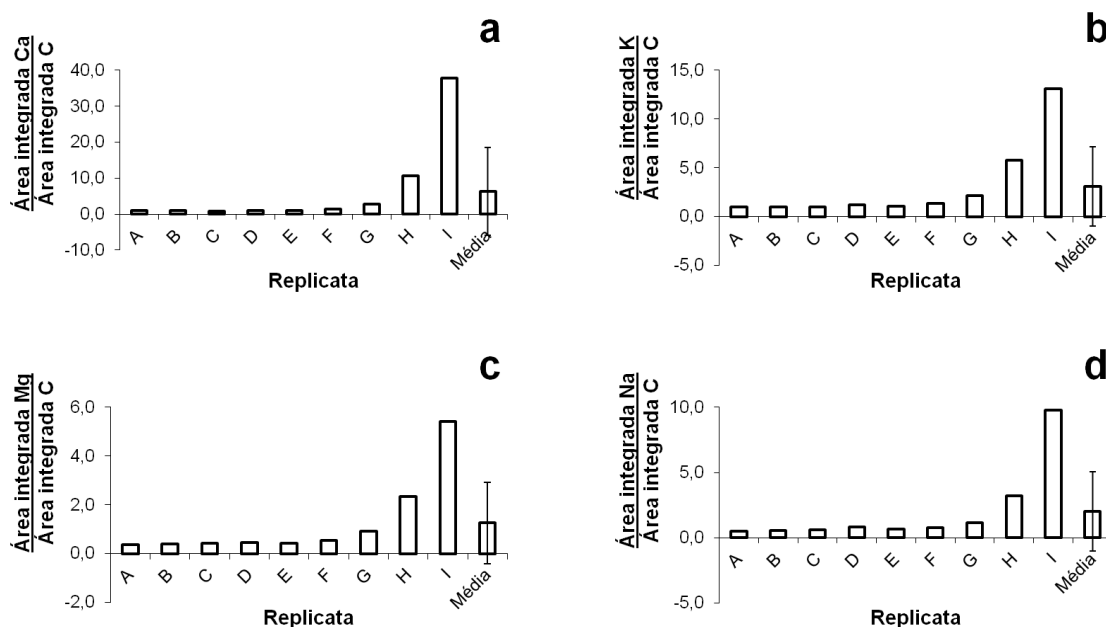 a
Área integrada Ca
Área integrada C
40,0
30,0
20,0
10,0
0,0
-10,0
A B C D E F G H I Média
Replicata
b
Área integrada K
Área integrada C
15,0
10,0
5,0
0,0
-5,0
A B C D E F G H I Média
Replicata
c
Área integrada Mg
Área integrada C
6,0
4,0
2,0
0,0
-2,0
A B C D E F G H I Média
Replicata
d
Área integrada Na
Área integrada C
10,0
5,0
0,0
-5,0
A B C D E F G H I Média
Replicata